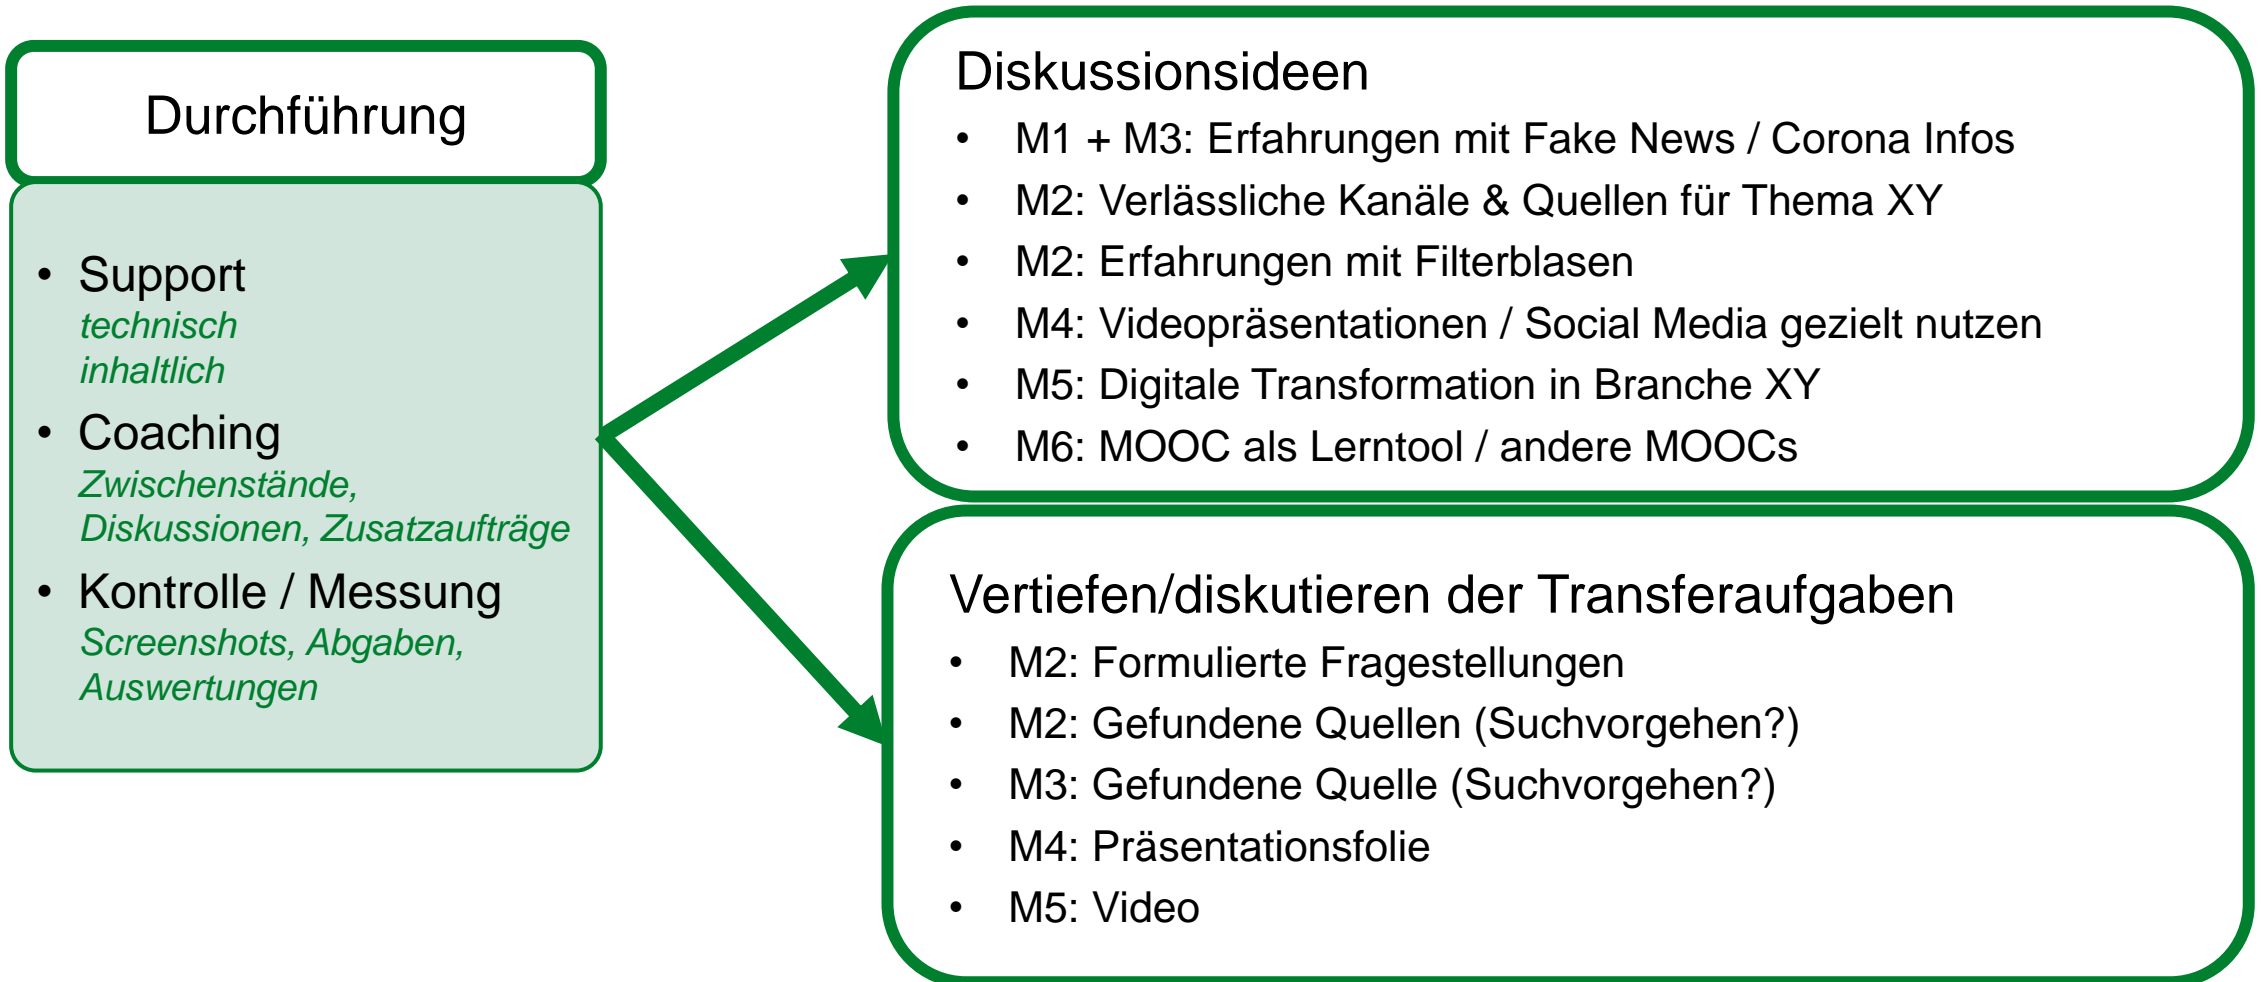 Durchführung
• Support
technisch
inhaltlich
• Coaching
Zwischenstände,
Diskussionen, Zusatzaufträge
• Kontrolle / Messung
Screenshots, Abgaben,
Auswertungen
Diskussionsideen
• M1 + M3: Erfahrungen mit Fake News / Corona Infos
• M2: Verlässliche Kanäle & Quellen für Thema XY
• M2: Erfahrungen mit Filterblasen
• M4: Videopräsentationen / Social Media gezielt nutzen
• M5: Digitale Transformation in Branche XY
• M6: MOOC als Lerntool / andere MOOCs
Vertiefen/diskutieren der Transferaufgaben
• M2: Formulierte Fragestellungen
• M2: Gefundene Quellen (Suchvorgehen?)
• M3: Gefundene Quelle (Suchvorgehen?)
• M4: Präsentationsfolie
• M5: Video